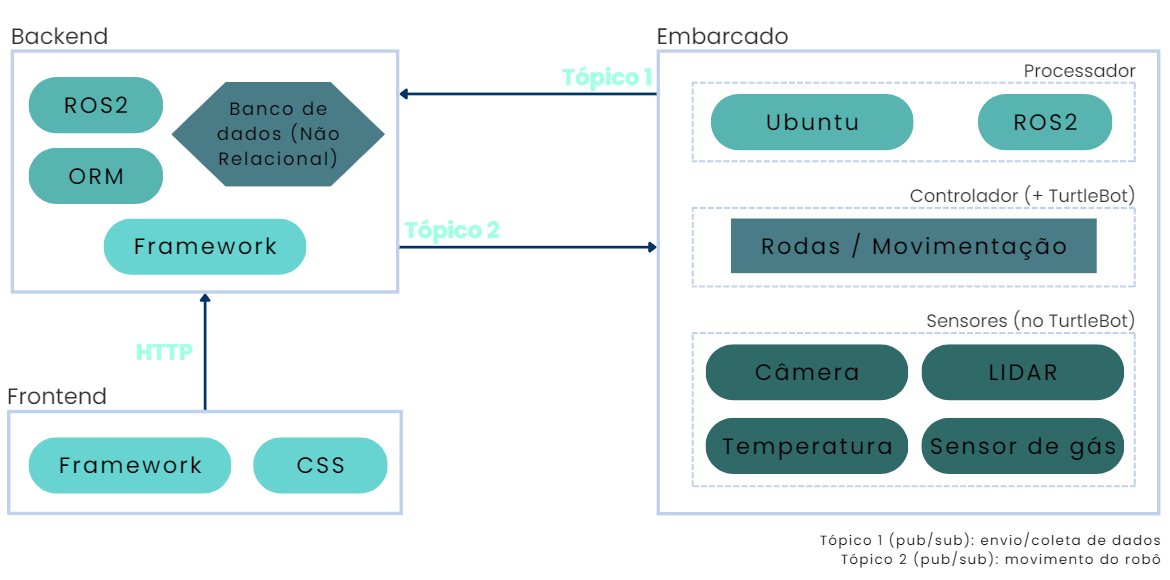 Backend
ROS2
Banco de
dados (Não
Relacional)
ORM
Framework
Tópico 1
Tópico 2
HTTP
Frontend
Framework
CSS
Embarcado
Processador
Ubuntu
ROS2
Controlador (+ TurtleBot)
Rodas / Movimentação
Sensores (no TurtleBot)
Câmera
LIDAR
Temperatura
Sensor de gás
Tópico 1 (pub/sub): envio/coleta de dados
Tópico 2 (pub/sub): movimento do robô